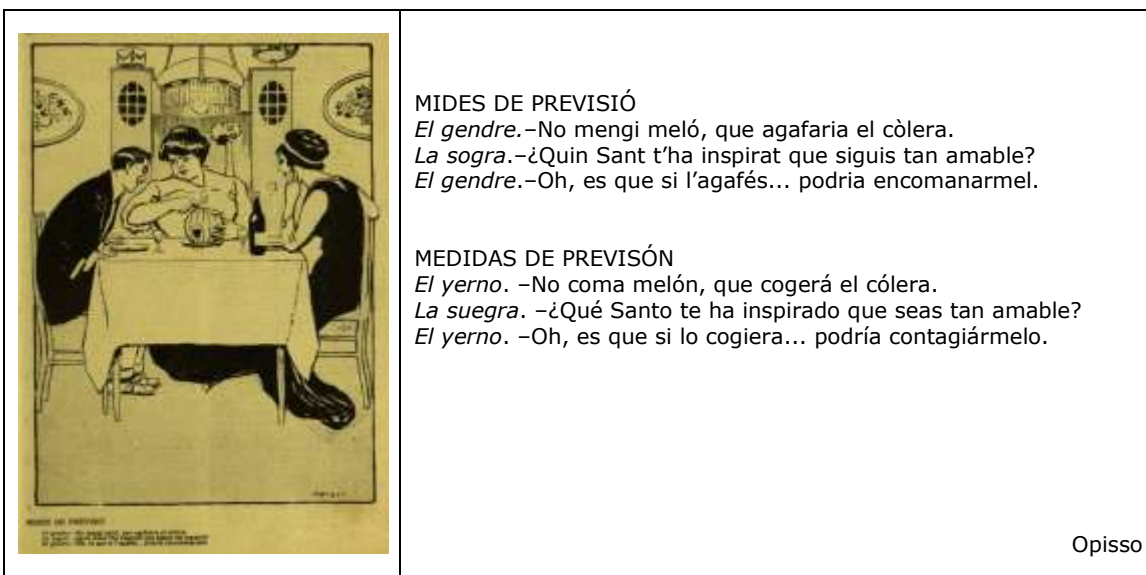 MIDES DE PREVISIÓ
El gendre.–No mengi meló, que agafaria el còlera.
La sogra.–¿Quin Sant t'ha inspirat que siguis tan amable?
El gendre.–Oh, es que si l'agafés... podria encomanarmel.
MEDIDAS DE PREVISÓN
El yerno. –No coma melón, que cogerá el cólera.
La suegra. –¿Qué Santo te ha inspirado que seas tan amable?
El yerno. –Oh, es que si lo cogiera... podría contagiármelo.
Opisso
MIDES DE PREVISIÓ